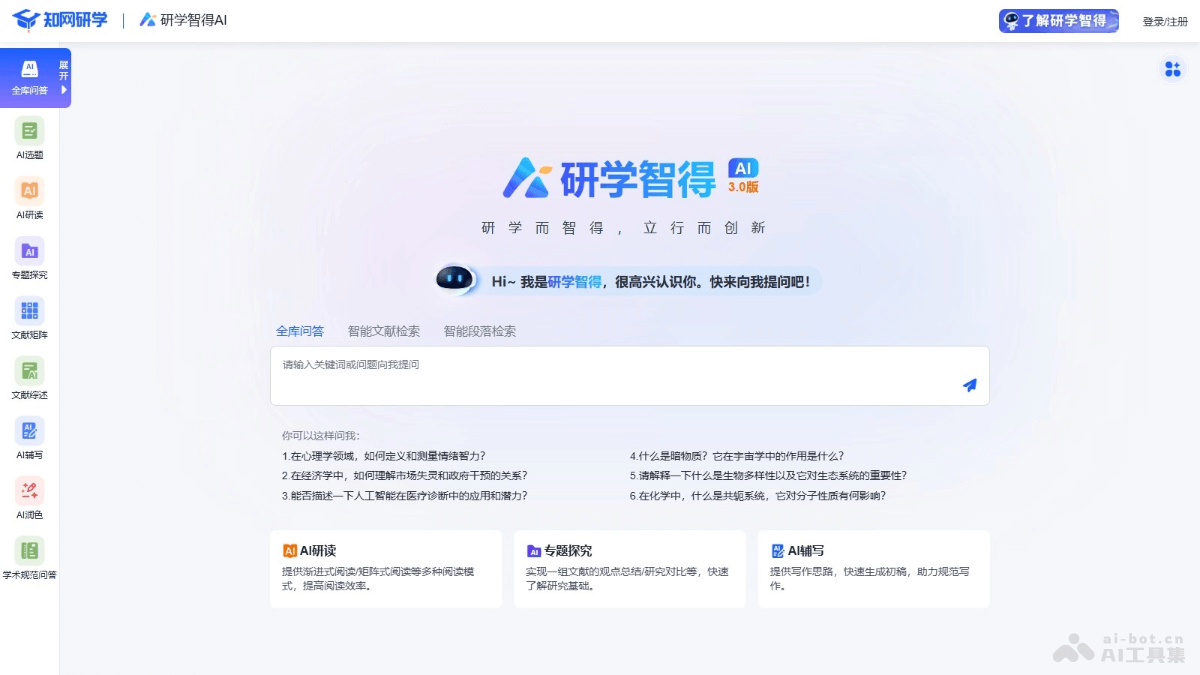 知网研学
研学智得AI
了解研学智得
登录/注册
AI
全库问答
展开
AI选题
AI
AI研读
AI
专题探究
文献矩阵
AI
文献综述
AI
AI辅写
AI润色
学术规范问答
研学智得
AI
3.0版
研学而智得,立行而创新
Hi~ 我是研学智得，很高兴认识你。快来向我提问吧！
全库问答 智能文献检索 智能段落检索
请输入关键词或问题向我提问
你可以这样问我：
1.在心理学领域，如何定义和测量情绪智力？
2.在经济学中，如何理解市场失灵和政府干预的关系？
3.能否描述一下人工智能在医疗诊断中的应用和潜力？
4.什么是暗物质？它在宇宙学中的作用是什么？
5.请解释一下什么是生物多样性以及它对生态系统的重要性？
6.在化学中，什么是共轭系统，它对分子性质有何影响？
AI AI研读
提供渐进式阅读/矩阵式阅读等多种阅读模
式，提高阅读效率。
AI 专题探究
实现一组文献的观点总结/研究对比等，快速
了解研究基础。
AI AI辅写
提供写作思路，快速生成初稿，助力规范写
作。
ai-bot.cn
AI工具集